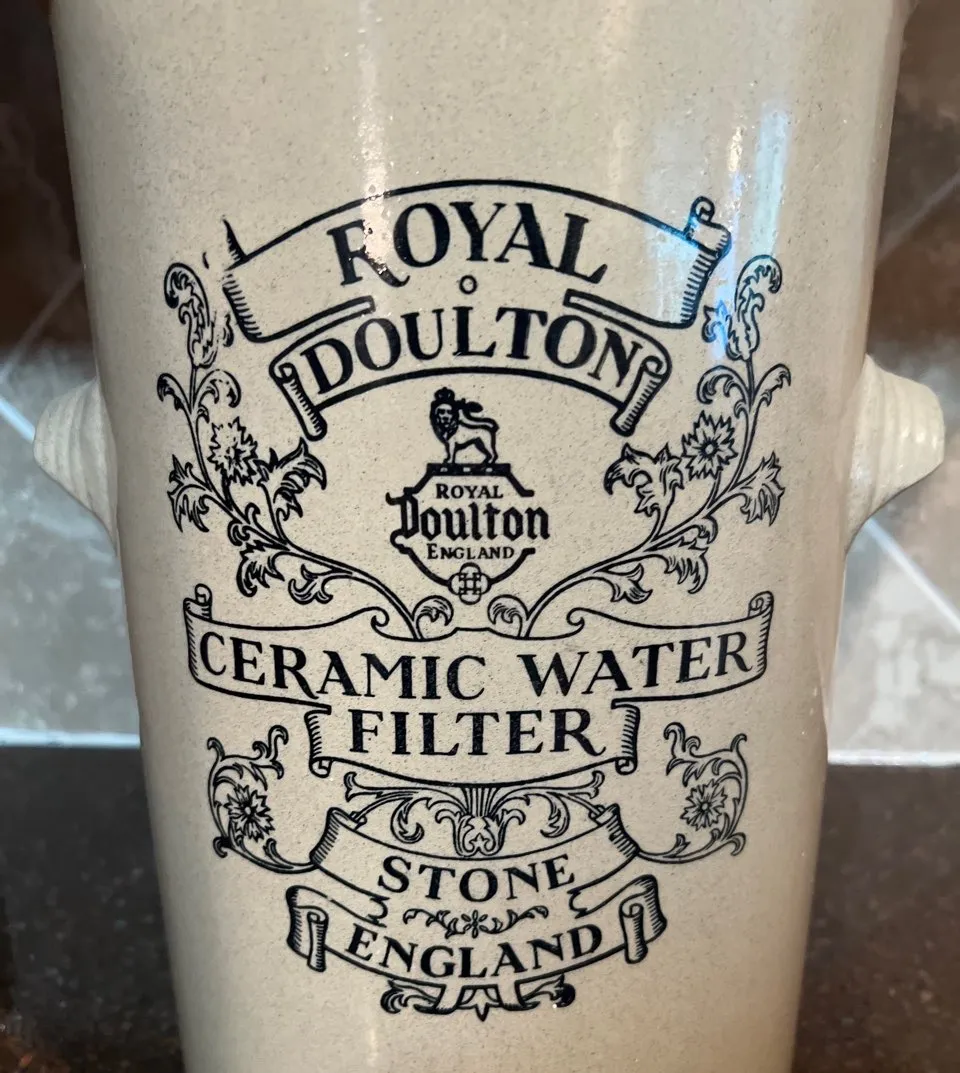 ROYAL
DOULTON
ROYAL
Doulton
ENGLAND
CERAMIC WATER
FILTER
STONE
ENGLAND